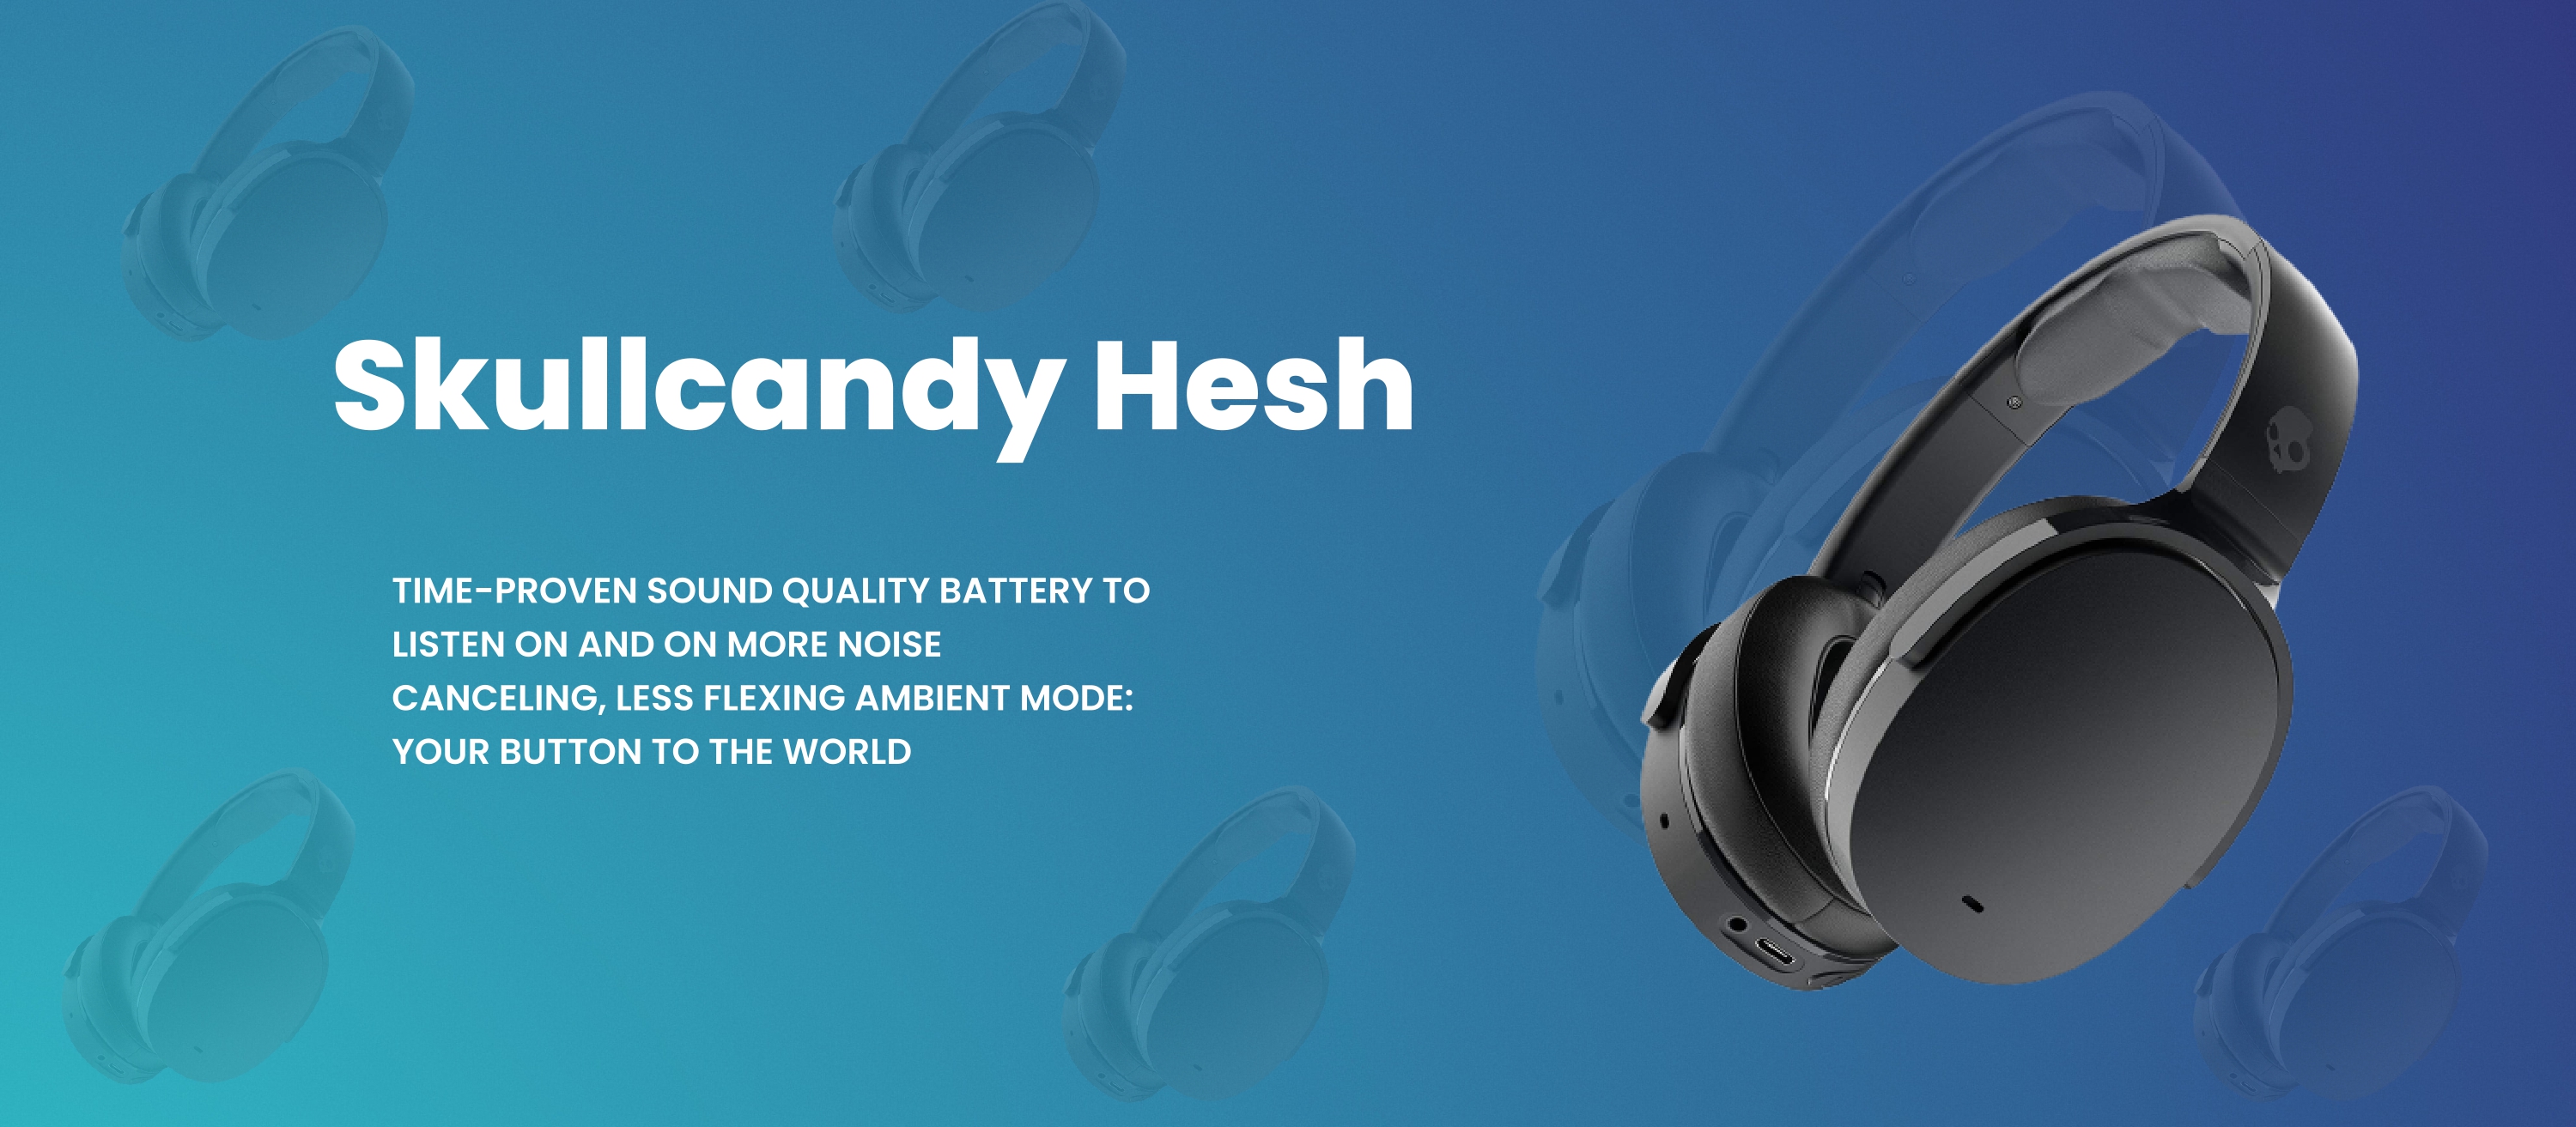 Skullcandy Hesh
TIME-PROVEN SOUND QUALITY BATTERY TO
LISTEN ON AND ON MORE NOISE
CANCELING, LESS FLEXING AMBIENT MODE:
YOUR BUTTON TO THE WORLD